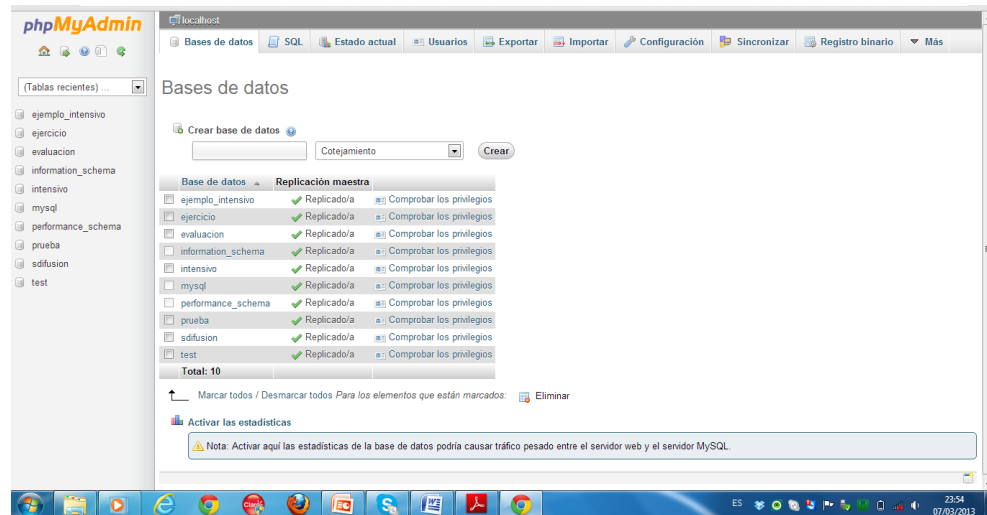 phpMyAdmin
(Tablas recientes) ...
ejemplo_intensivo
ejercicio
evaluacion
information_schema
intensivo
mysql
performance_schema
prueba
sdifusion
test
localhost
Bases de datos SQL Estado actual Usuarios Exportar Importar Configuración Sincronizar Registro binario Más
Bases de datos
Crear base de datos
Cotejamiento Crear
Base de datos Replicación maestra
ejemplo_intensivo Replicado/a Comprobar los privilegios
ejercicio Replicado/a Comprobar los privilegios
evaluacion Replicado/a Comprobar los privilegios
information_schema Replicado/a Comprobar los privilegios
intensivo Replicado/a Comprobar los privilegios
mysql Replicado/a Comprobar los privilegios
performance_schema Replicado/a Comprobar los privilegios
prueba Replicado/a Comprobar los privilegios
sdifusion Replicado/a Comprobar los privilegios
test Replicado/a Comprobar los privilegios
Total: 10
Marcar todos / Desmarcar todos Para los elementos que están marcados: Eliminar
Activar las estadísticas
Nota: Activar aquí las estadísticas de la base de datos podría causar tráfico pesado entre el servidor web y el servidor MySQL.
Claro
ES
23:54
07/03/2013